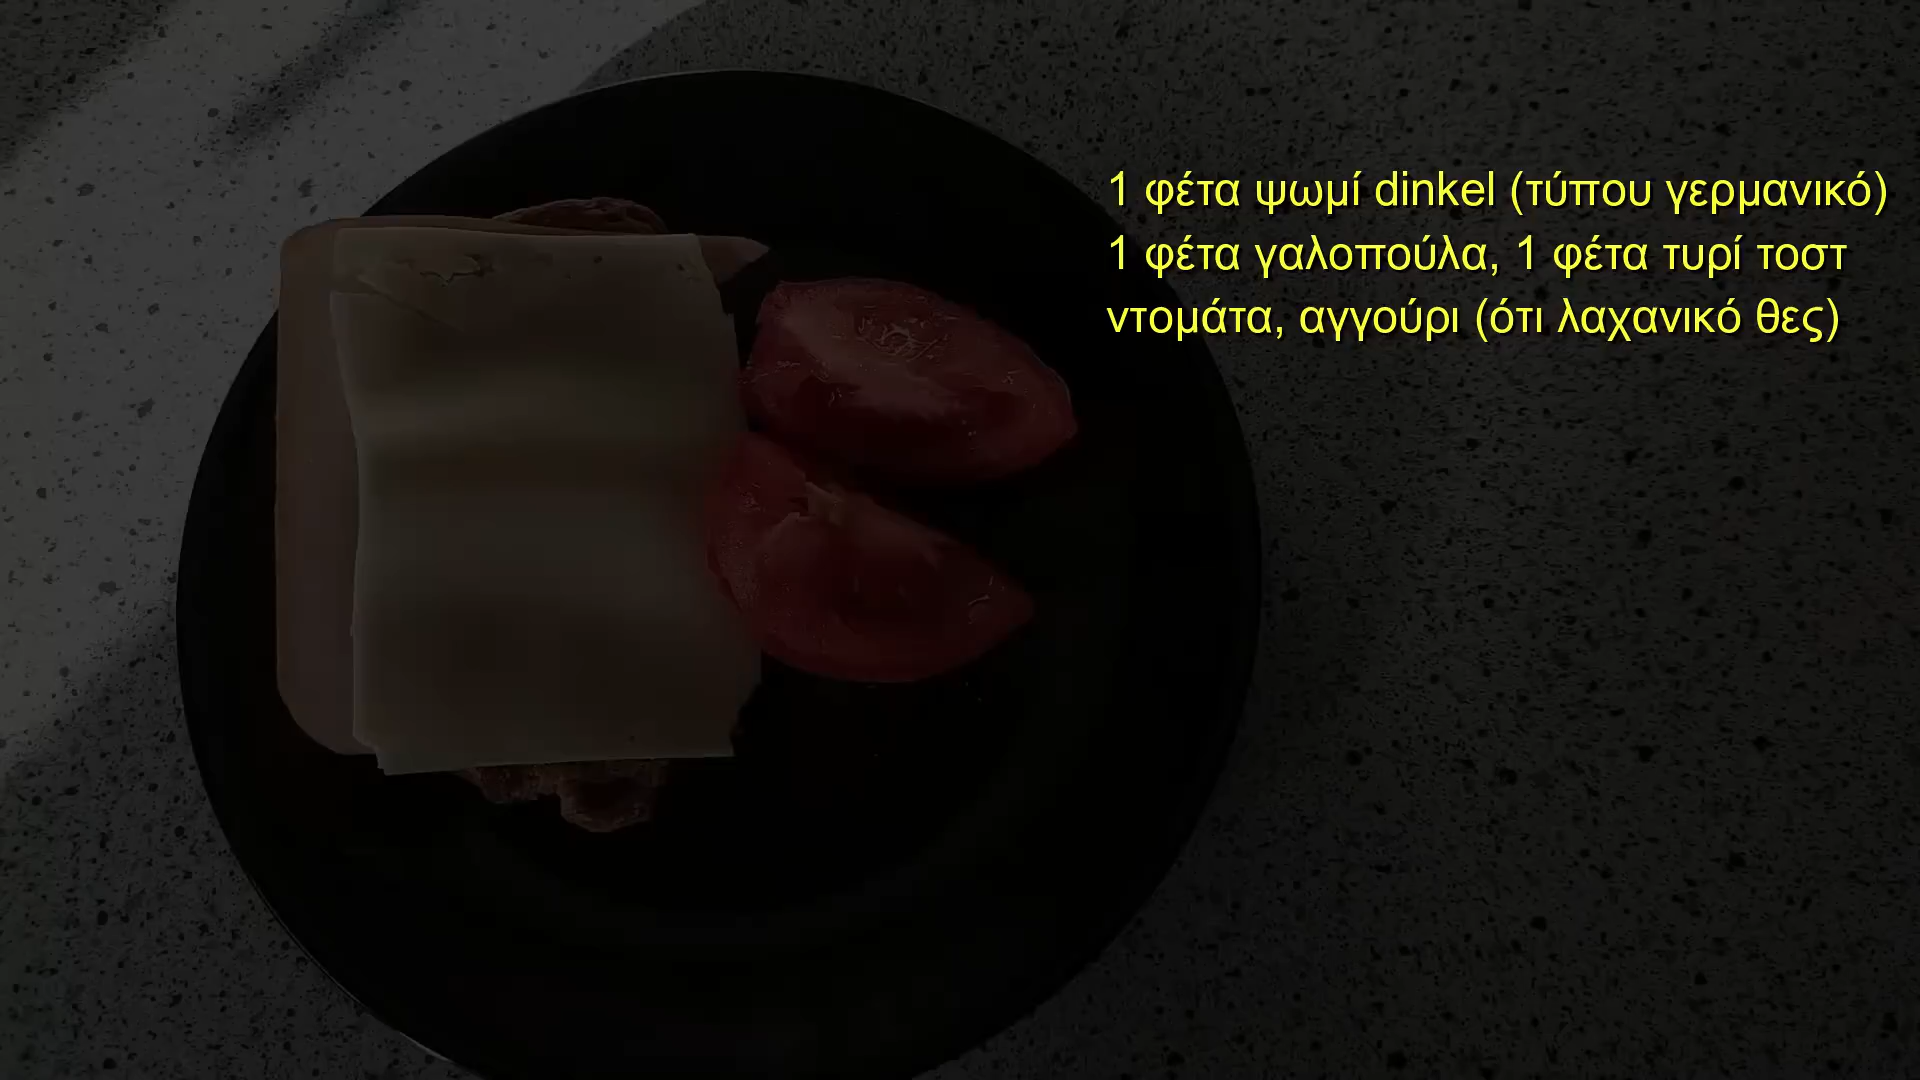 1 φέτα ψωμί dinkel (τύπου γερμανικό)
1 φέτα γαλοπούλα, 1 φέτα τυρί τοστ
ντομάτα, αγγούρι (ότι λαχανικό θες)